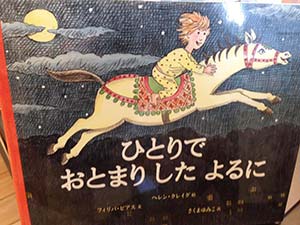 ひとりで
おとまり した よるに
ヘレン・クレイグ 絵
フィリパ・ピアス 文
さくまゆみこ 訳